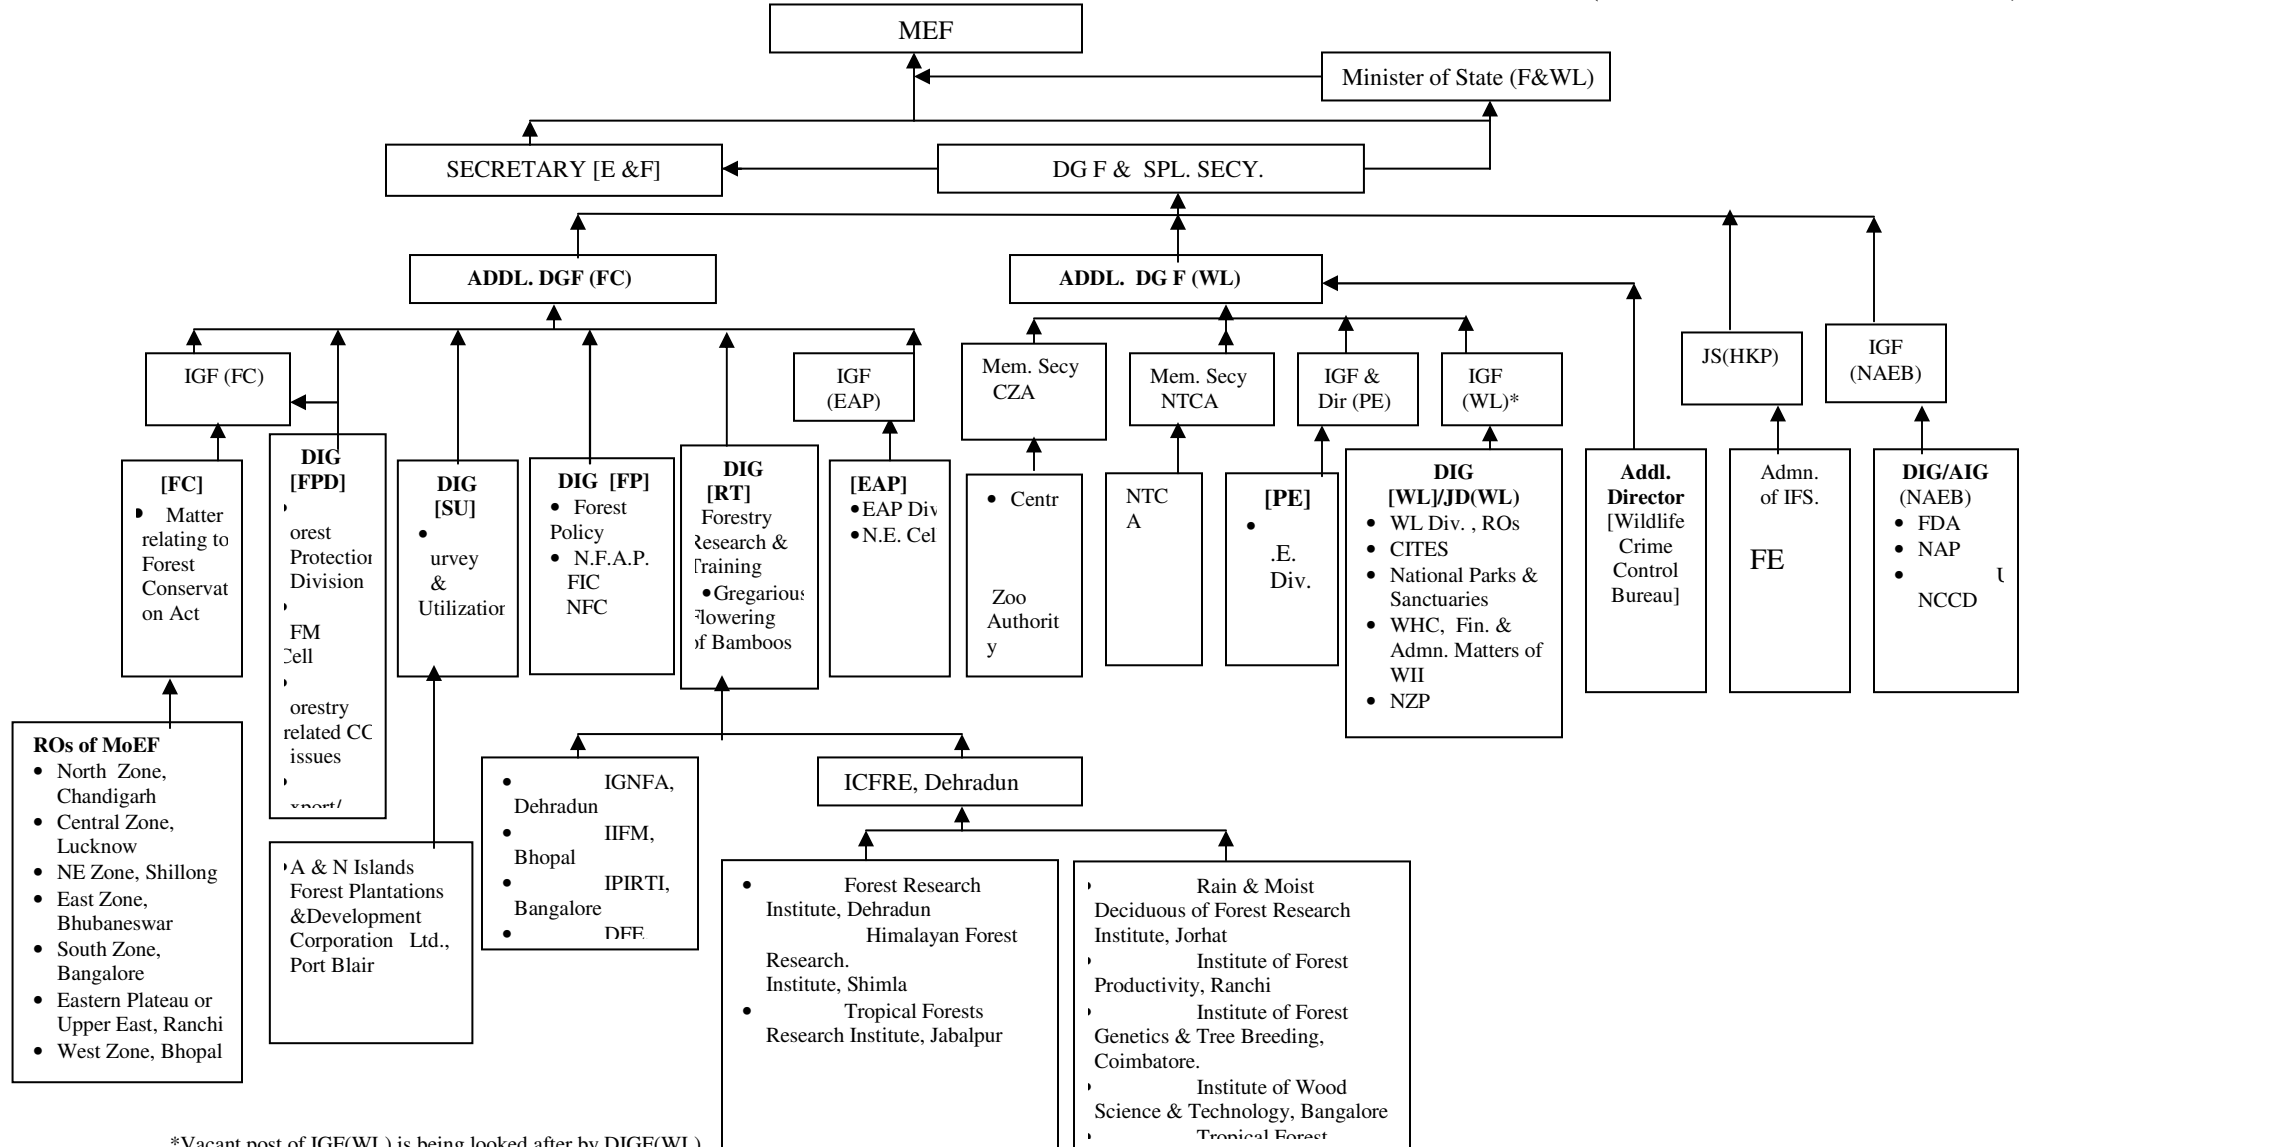 MEF
Minister of State (F&WL)
SECRETARY [E &F]
DG F & SPL. SECY.
ADDL. DGF (FC)
ADDL. DG F (WL)
IGF (FC)
IGF
(EAP)
Mem. Secy
CZA
Mem. Secy
NTCA
IGF &
Dir (PE)
IGF
(WL)*
JS(HKP)
IGF
(NAEB)
[FC]
• Matter
relating to
Forest
Conservat
on Act
DIG
[FPD]
orest
Protection
Division
FM
Cell
orestry
related CC
issues
DIG
[SU]
•
urvey
&
Utilization
DIG [FP]
• Forest
Policy
• N.F.A.P.
FIC
NFC
DIG
[RT]
Forestry
Research &
Training
•Gregarious
Flowering
of Bamboos
[EAP]
•EAP Div
•N.E. Cel
• Centr
Zoo
Authorit
y
NTC
A
[PE]
•
.E.
Div.
DIG
[WL]/JD(WL)
• WL Div. , ROs
• CITES
• National Parks &
Sanctuaries
• WHC, Fin. &
Admn. Matters of
WII
• NZP
Addl.
Director
[Wildlife
Crime
Control
Bureau]
Admn.
of IFS.
FE
DIG/AIG
(NAEB)
• FDA
• NAP
•
NCCD
ROs of MoEF
• North Zone,
Chandigarh
• Central Zone,
Lucknow
• NE Zone, Shillong
• East Zone,
Bhubaneswar
• South Zone,
Bangalore
• Eastern Plateau or
Upper East, Ranchi
• West Zone, Bhopal
A & N Islands
Forest Plantations
&Development
Corporation Ltd.,
Port Blair
• IGNFA,
Dehradun
• IIFM,
Bhopal
• IPIRTI,
Bangalore
•
ICFRE, Dehradun
• Forest Research
Institute, Dehradun
Himalayan Forest
Research.
Institute, Shimla
• Tropical Forests
Research Institute, Jabalpur
Rain & Moist
Deciduous of Forest Research
Institute, Jorhat
Institute of Forest
Productivity, Ranchi
Institute of Forest
Genetics & Tree Breeding,
Coimbatore.
Institute of Wood
Science & Technology, Bangalore
Tropical Forest
*Vacant post of IGF(WL) is being looked after by DIGF(WL)